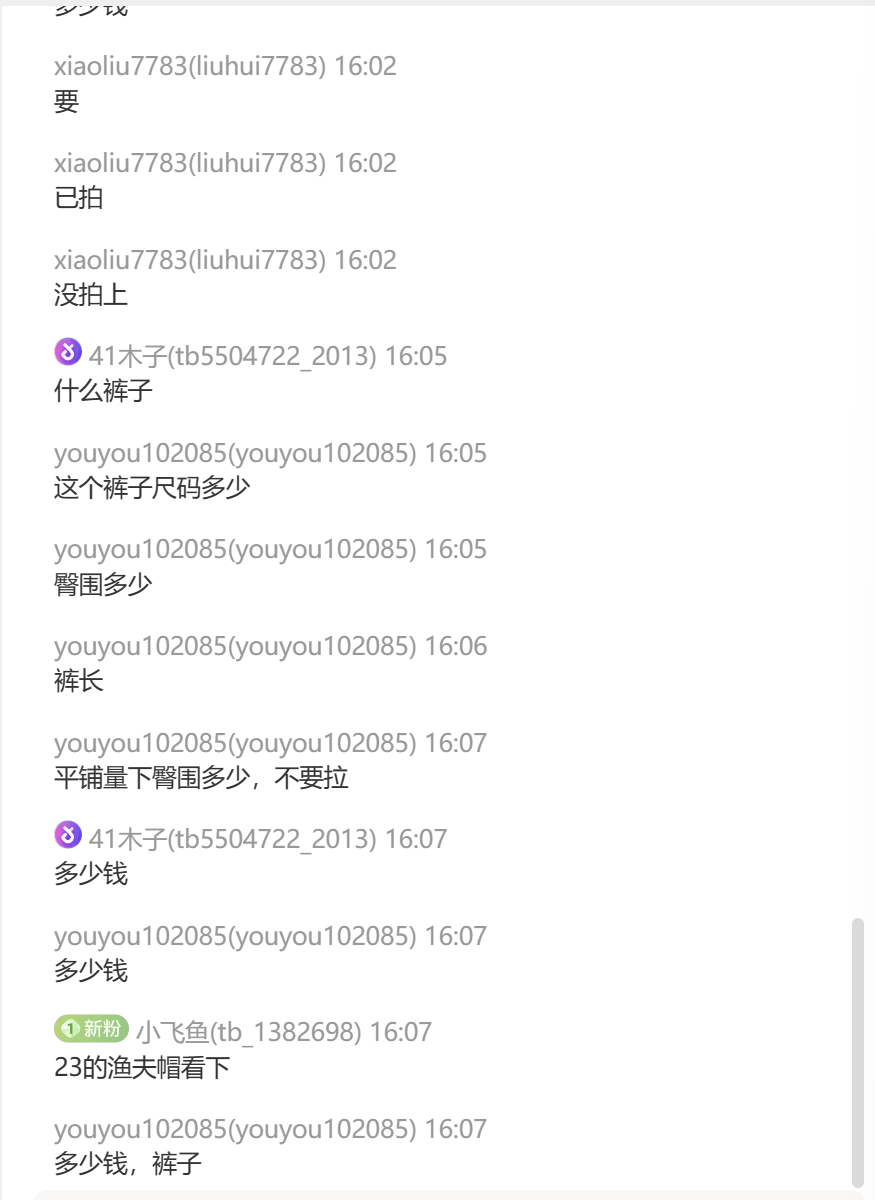 多少钱
xiaoliu7783(liuhui7783) 16:02
要
xiaoliu7783(liuhui7783) 16:02
已拍
xiaoliu7783(liuhui7783) 16:02
没拍上
41木子(tb5504722_2013) 16:05
什么裤子
youyou102085(youyou102085) 16:05
这个裤子尺码多少
youyou102085(youyou102085) 16:05
臀围多少
youyou102085(youyou102085) 16:06
裤长
youyou102085(youyou102085) 16:07
平铺量下臀围多少，不要拉
41木子(tb5504722_2013) 16:07
多少钱
youyou102085(youyou102085) 16:07
多少钱
1 新粉 小飞鱼(tb_1382698) 16:07
23的渔夫帽看下
youyou102085(youyou102085) 16:07
多少钱，裤子